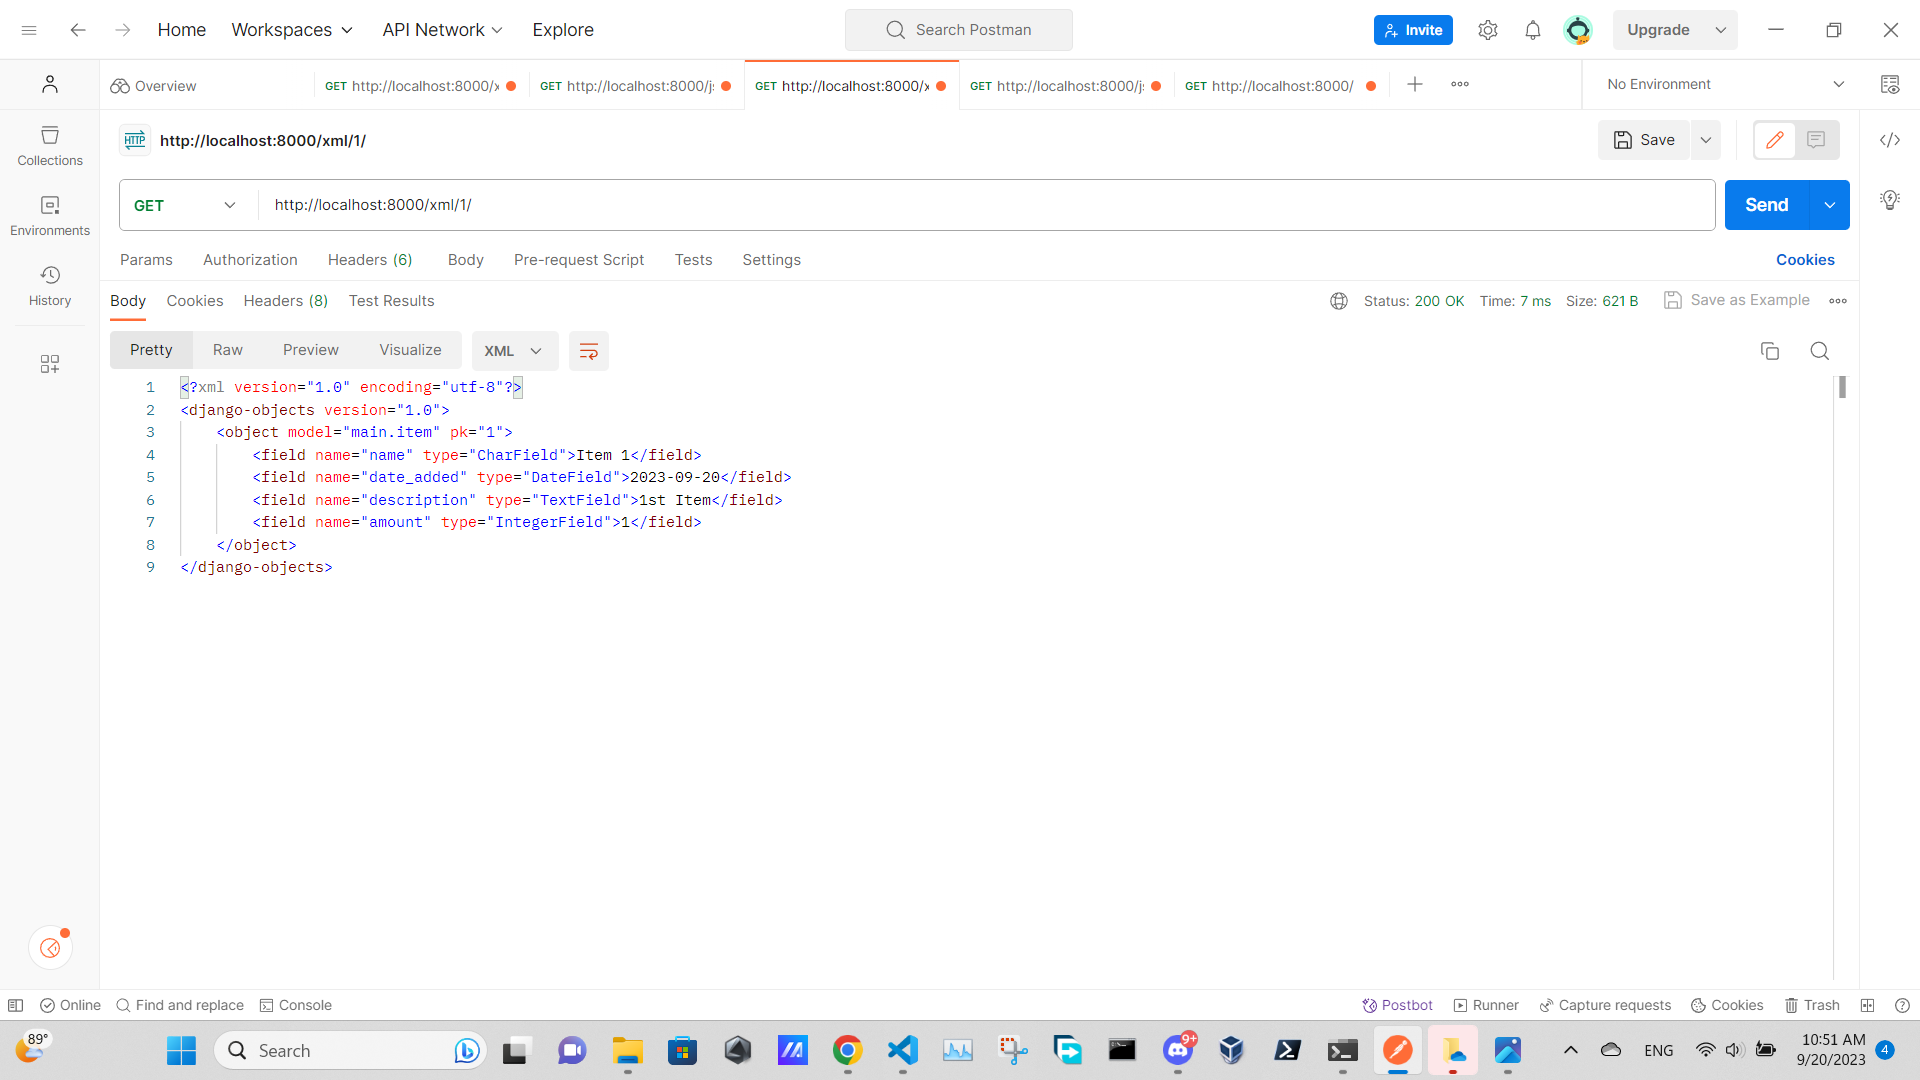 Home Workspaces API Network Explore Search Postman Invite Upgrade
Overview GET http://localhost:8000/x GET http://localhost:8000/j GET http://localhost:8000/x GET http://localhost:8000/j GET http://localhost:8000/ No Environment
HTTP http://localhost:8000/xml/1/ Save
Collections
GET http://localhost:8000/xml/1/ Send
Environments
Params Authorization Headers (6) Body Pre-request Script Tests Settings Cookies
History
Body Cookies Headers (8) Test Results Status: 200 OK Time: 7 ms Size: 621 B Save as Example
Pretty Raw Preview Visualize XML
1 <?xml version="1.0" encoding="utf-8"?>
2 <django-objects version="1.0">
3 <object model="main.item" pk="1">
4 <field name="name" type="CharField">Item 1</field>
5 <field name="date_added" type="DateField">2023-09-20</field>
6 <field name="description" type="TextField">1st Item</field>
7 <field name="amount" type="IntegerField">1</field>
8 </object>
9 </django-objects>
Online Find and replace Console Postbot Runner Capture requests Cookies Trash
89° Search 9+ ENG 10:51 AM
9/20/2023 4